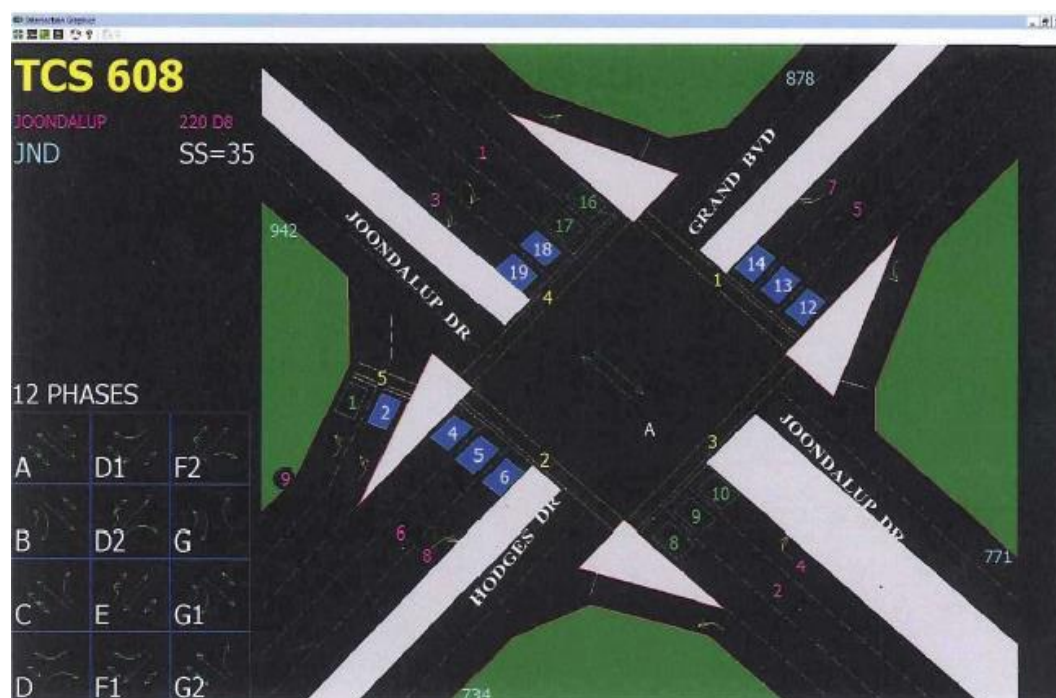 Intersection Graphics
TCS 608
JOONDALUP 220 D8
JND SS=35
878
GRAND BVD
1
3
16
17
18
19
7
5
14
13
12
942
JOONDALUP DR
4
1
5
1
2
12 PHASES
A D1 F2
B D2 G
C E G1
D F1 G2
9
4
5
6
2
A
3
6
8
HODGES DR
10
9
8
4
2
JOONDALUP DR
771
734